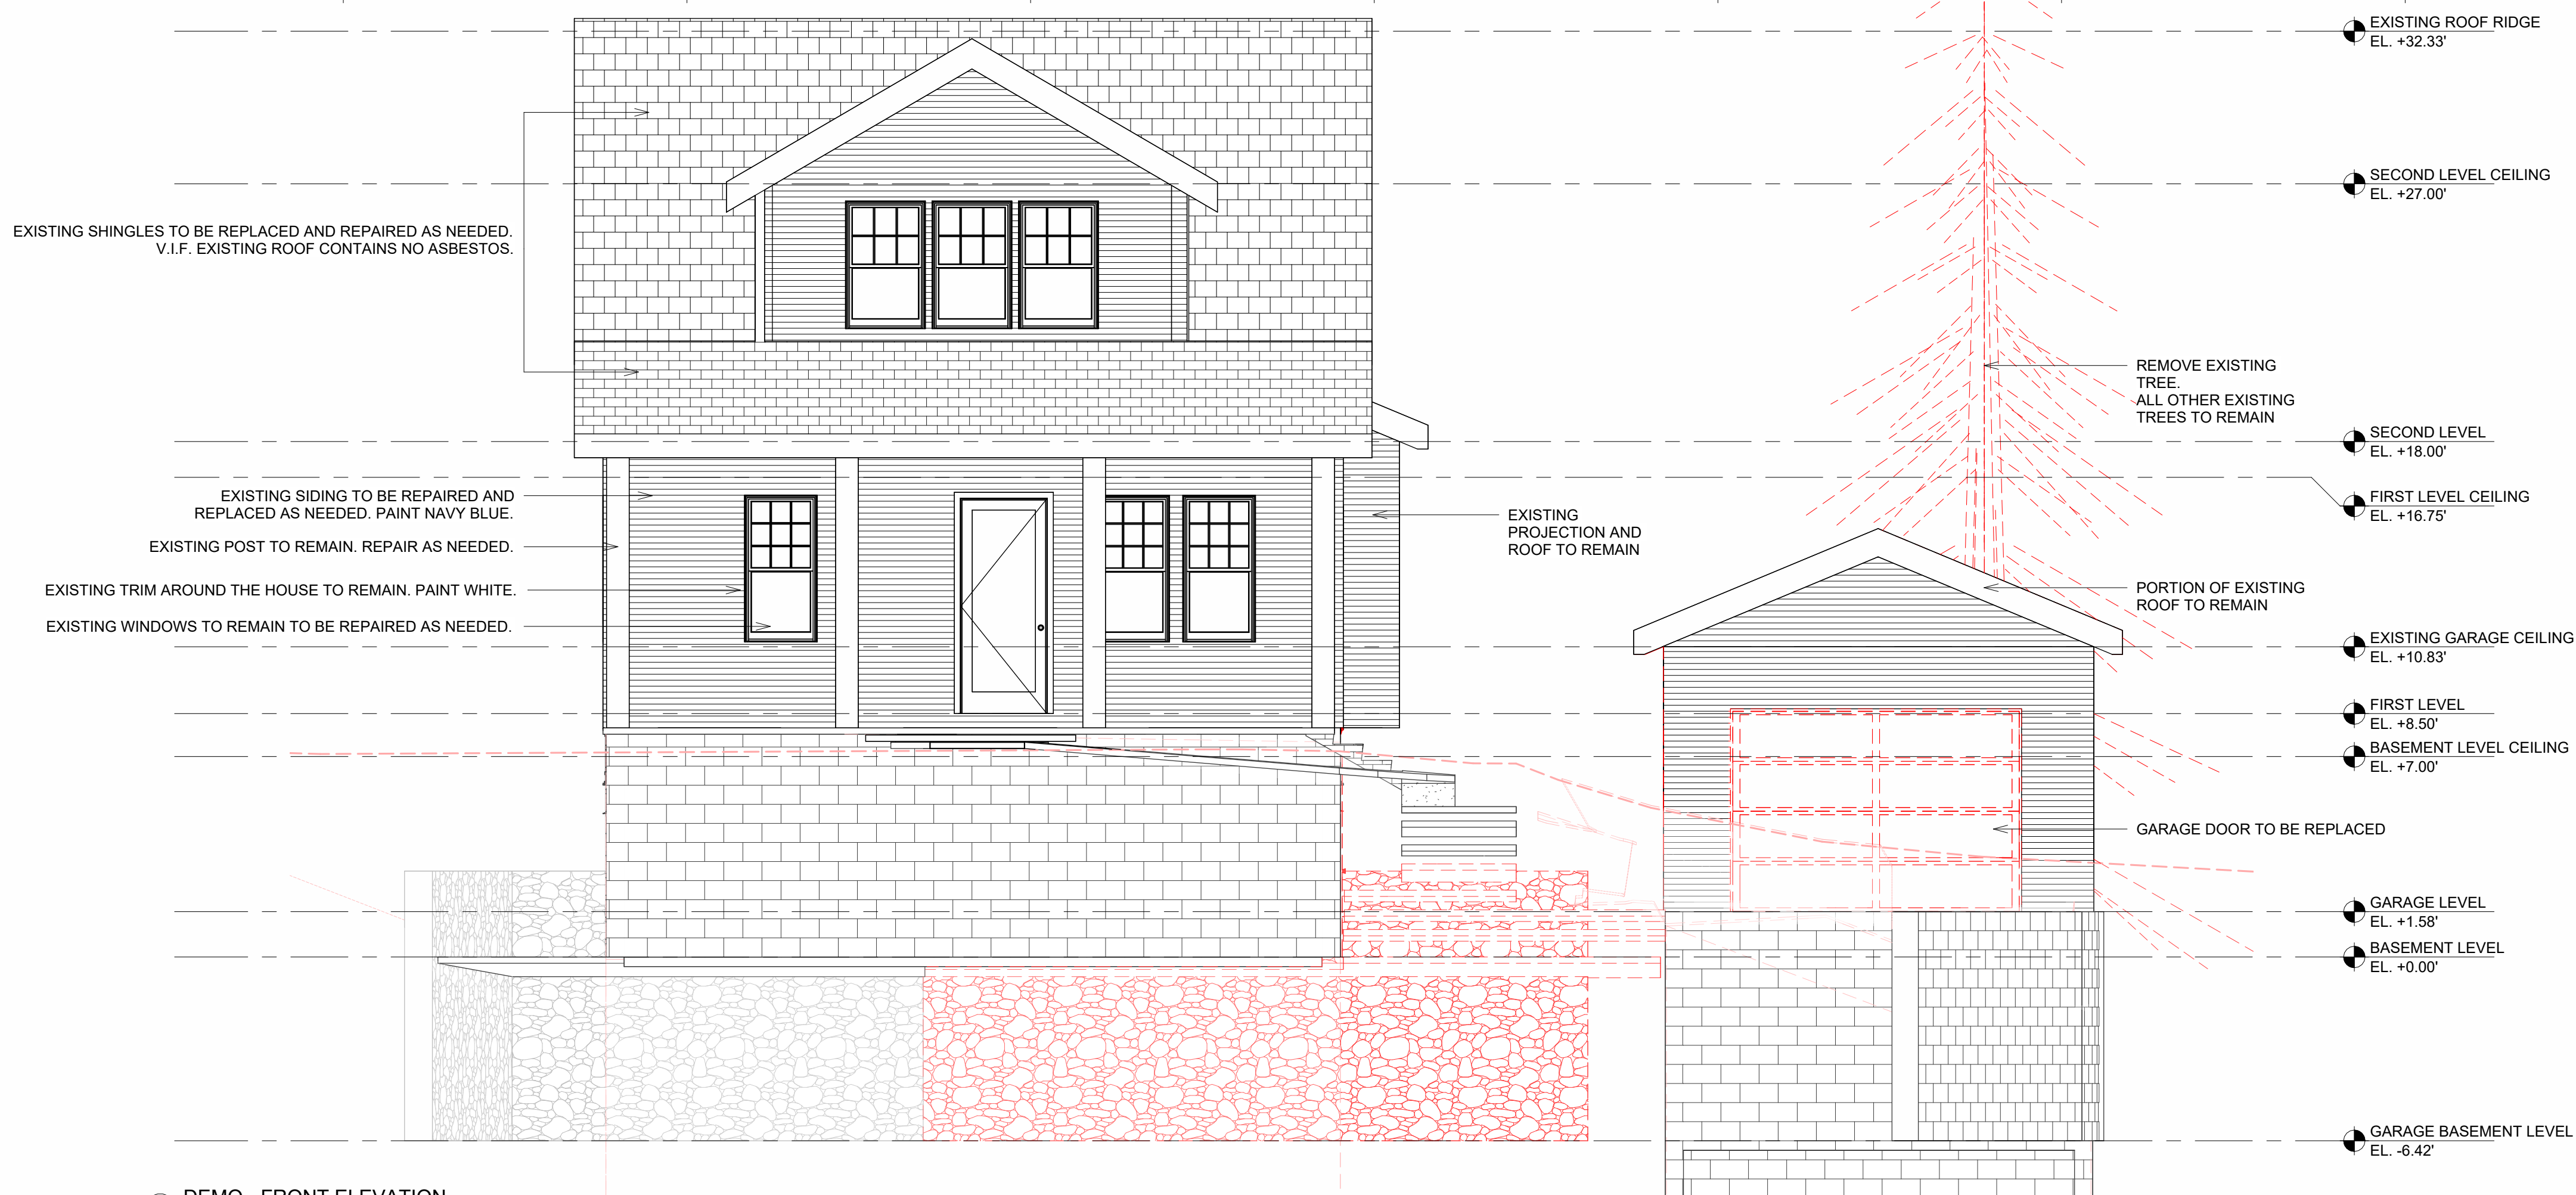 EXISTING ROOF RIDGE
EL. +32.33'
SECOND LEVEL CEILING
EL. +27.00'
EXISTING SHINGLES TO BE REPLACED AND REPAIRED AS NEEDED.
V.I.F. EXISTING ROOF CONTAINS NO ASBESTOS.
REMOVE EXISTING
TREE.
ALL OTHER EXISTING
TREES TO REMAIN
SECOND LEVEL
EL. +18.00'
EXISTING SIDING TO BE REPAIRED AND
REPLACED AS NEEDED. PAINT NAVY BLUE.
EXISTING POST TO REMAIN. REPAIR AS NEEDED.
EXISTING TRIM AROUND THE HOUSE TO REMAIN. PAINT WHITE.
EXISTING WINDOWS TO REMAIN TO BE REPAIRED AS NEEDED.
EXISTING
PROJECTION AND
ROOF TO REMAIN
FIRST LEVEL CEILING
EL. +16.75'
PORTION OF EXISTING
ROOF TO REMAIN
EXISTING GARAGE CEILING
EL. +10.83'
FIRST LEVEL
EL. +8.50'
BASEMENT LEVEL CEILING
EL. +7.00'
GARAGE DOOR TO BE REPLACED
GARAGE LEVEL
EL. +1.58'
BASEMENT LEVEL
EL. +0.00'
GARAGE BASEMENT LEVEL
EL. -6.42'
DEMO - FRONT ELEVATION